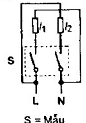 I1 I2
S
L N
S = Mẫu